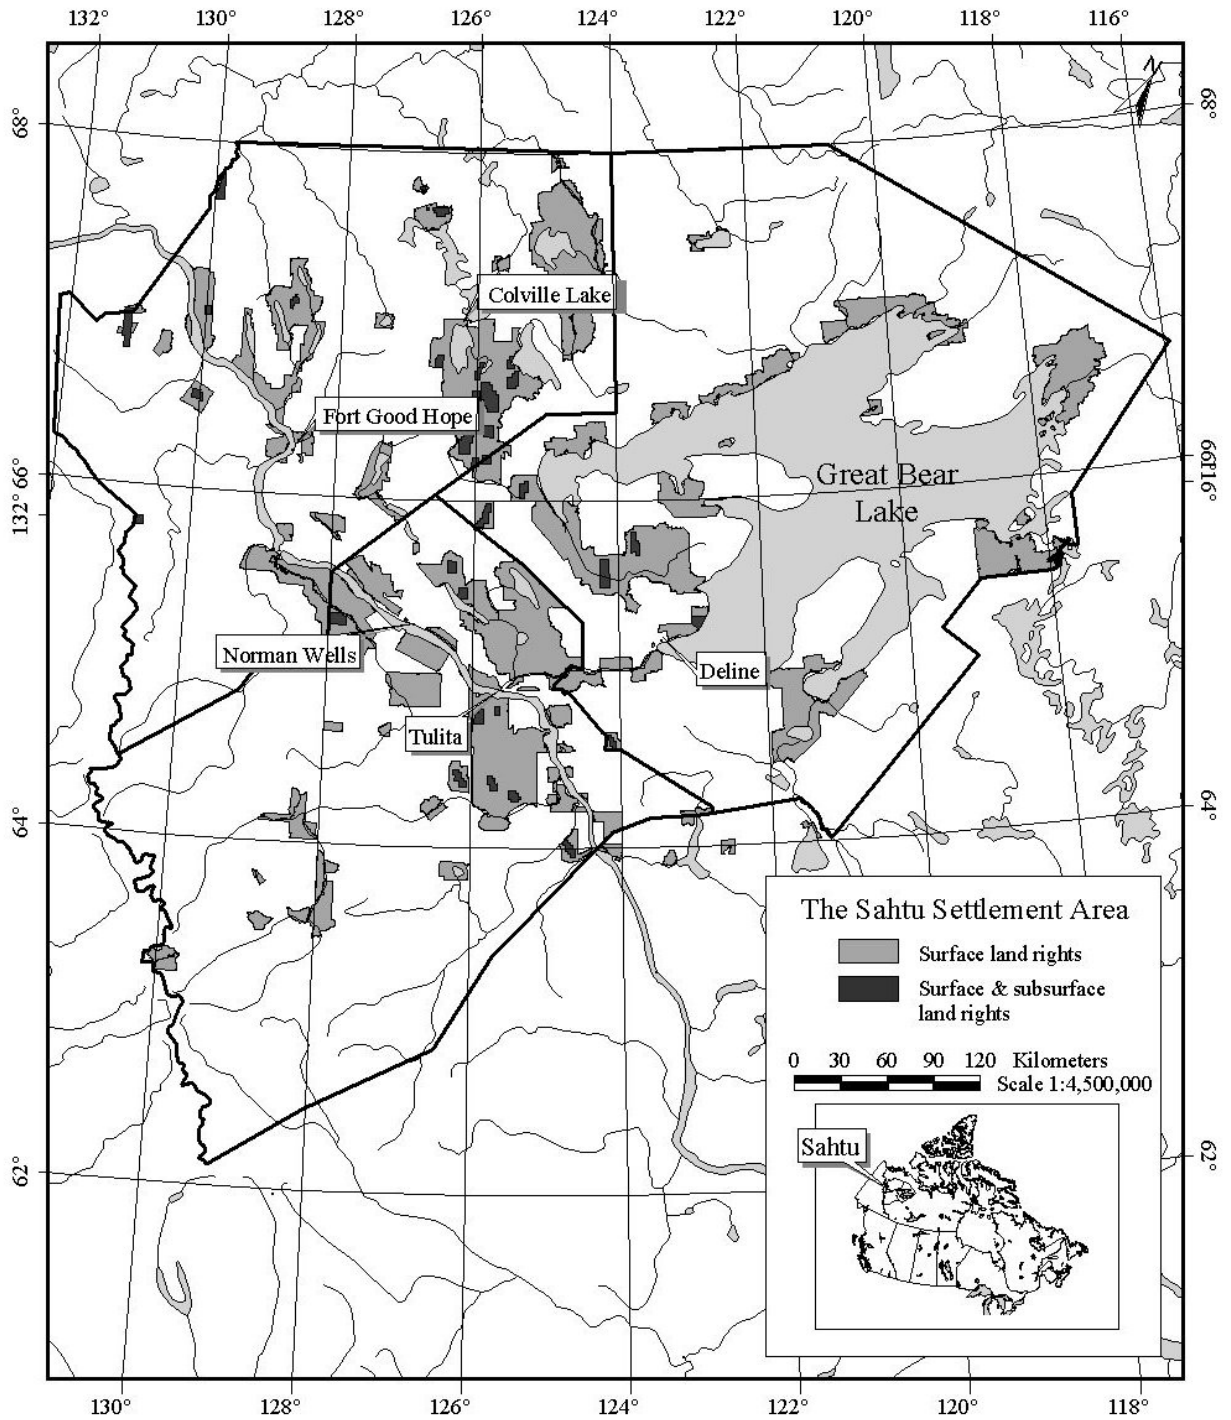 132° 130° 128° 126° 124° 122° 120° 118° 116°
N
68° 68°
Colville Lake
Fort Good Hope
66° 66°
132° 116°
Great Bear
Lake
Norman Wells
Deline
Tulita
64° 64°
The Sahtu Settlement Area
Surface land rights
Surface & subsurface
land rights
0 30 60 90 120 Kilometers
Scale 1:4,500,000
Sahtu
62° 62°
130° 128° 126° 124° 122° 120° 118°